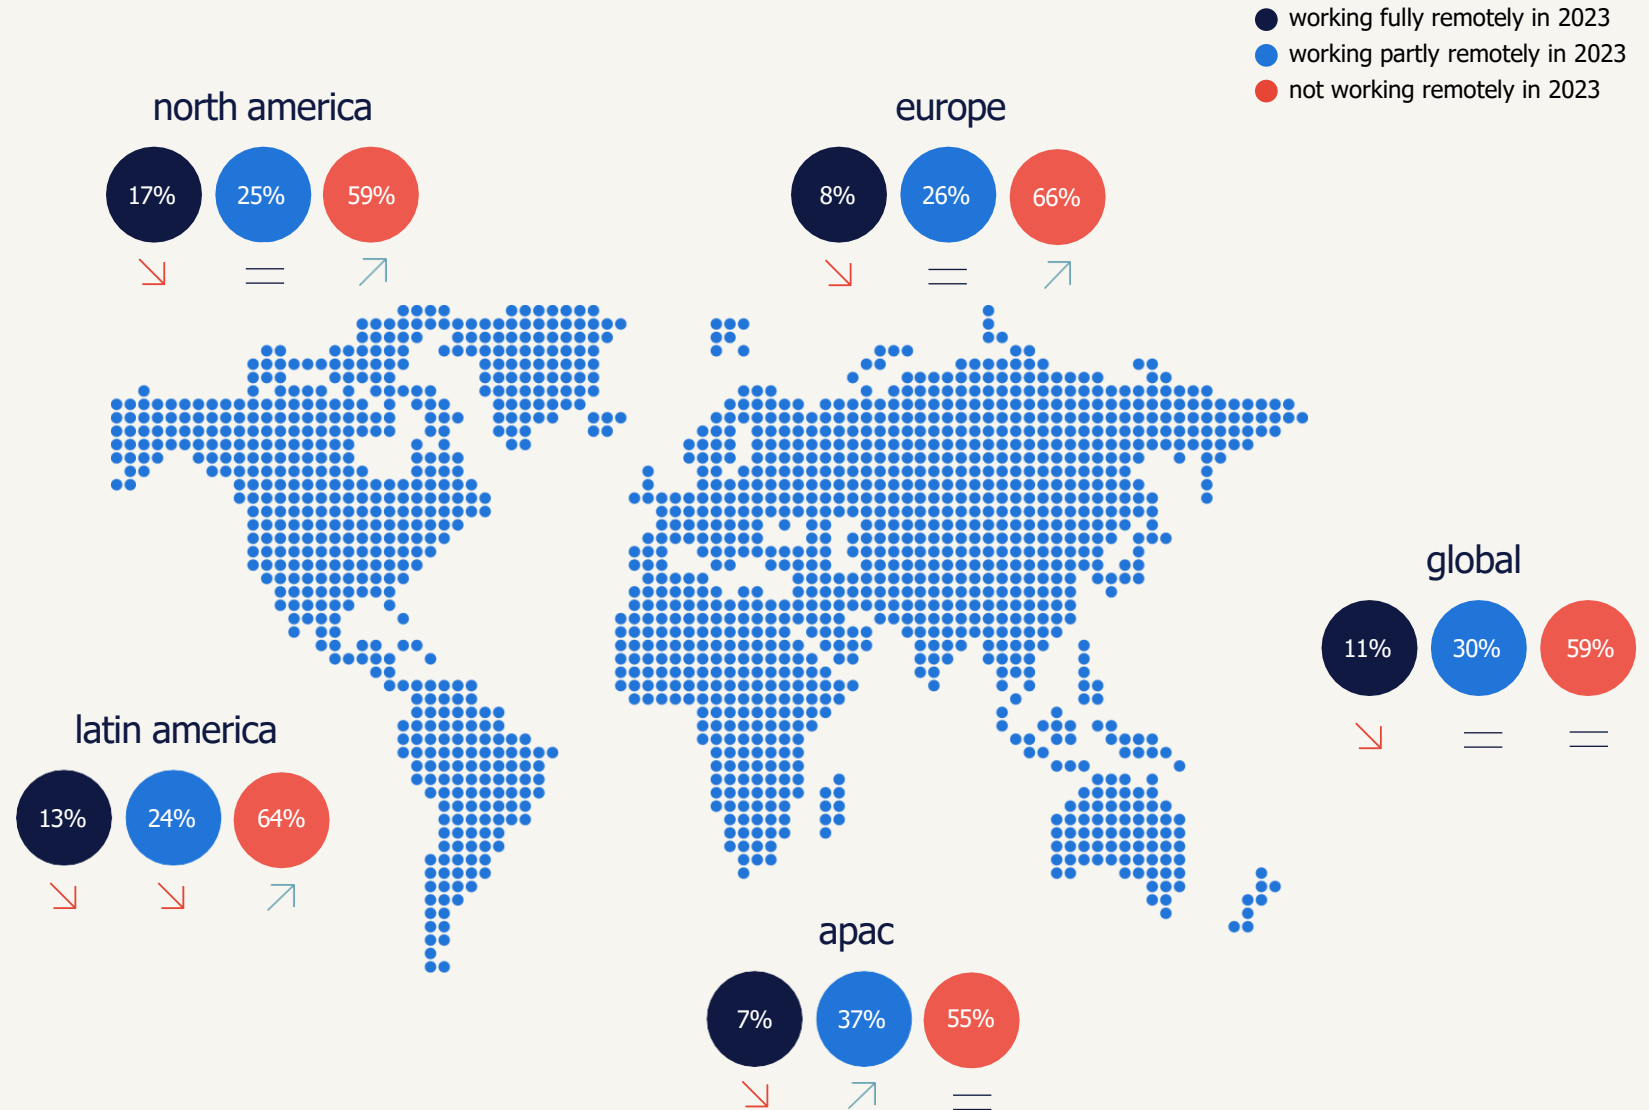 working fully remotely in 2023
working partly remotely in 2023
not working remotely in 2023
north america
17% 25% 59%
europe
8% 26% 66%
global
11% 30% 59%
latin america
13% 24% 64%
apac
7% 37% 55%